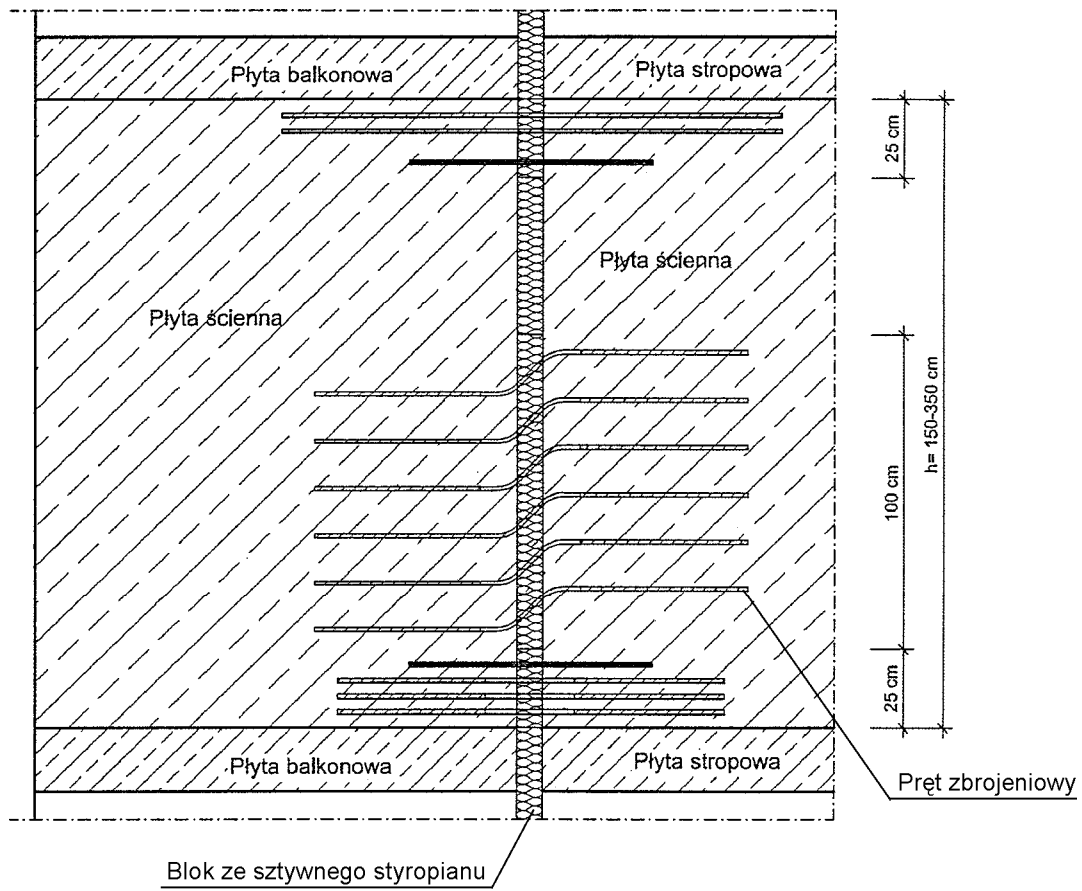 Płyta balkonowa
Płyta stropowa
25 cm
Płyta ścienna
Płyta ścienna
h= 150-350 cm
100 cm
25 cm
Płyta balkonowa
Płyta stropowa
Pręt zbrojeniowy
Blok ze sztywnego styropianu